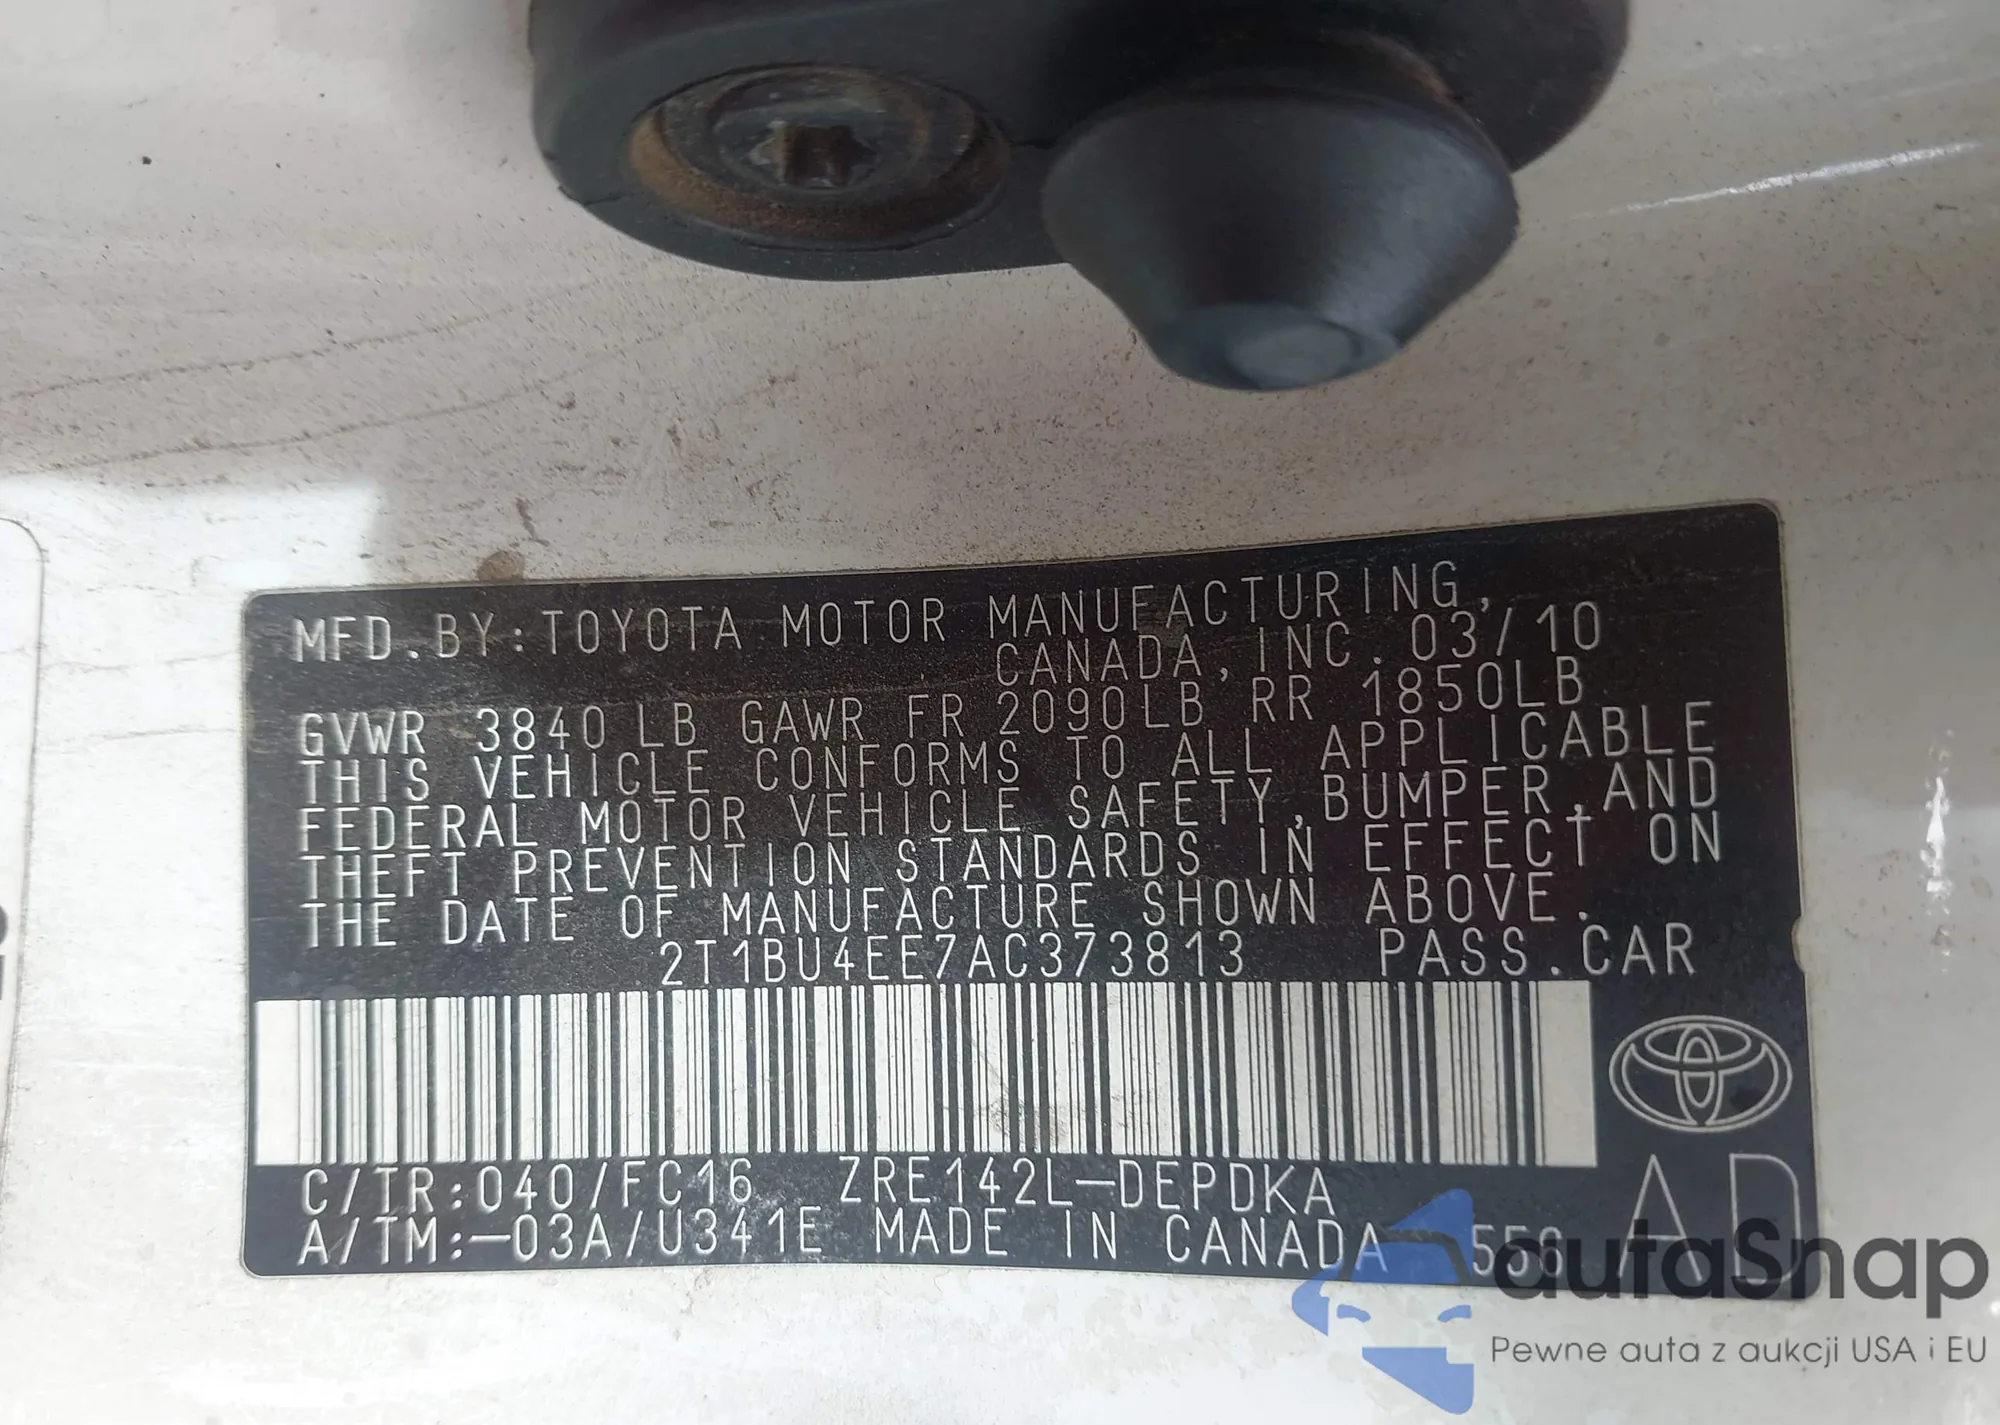 MFD.BY:TOYOTA MOTOR MANUFACTURING,
CANADA,INC. 03/10
GVWR 3840 LB GAWR FR 2090LB RR 1850LB
THIS VEHICLE CONFORMS TO ALL APPLICABLE
FEDERAL MOTOR VEHICLE SAFETY,BUMPER,AND
THEFT PREVENTION STANDARDS IN EFFECT ON
THE DATE OF MANUFACTURE SHOWN ABOVE.
2T1BU4EE7AC373813 PASS.CAR
C/TR:040/FC16 ZRE142L-DEPDKA
A/TM:-03A/U341E MADE IN CANADA
AD
autaSnap
Pewne auta z aukcji USA i EU